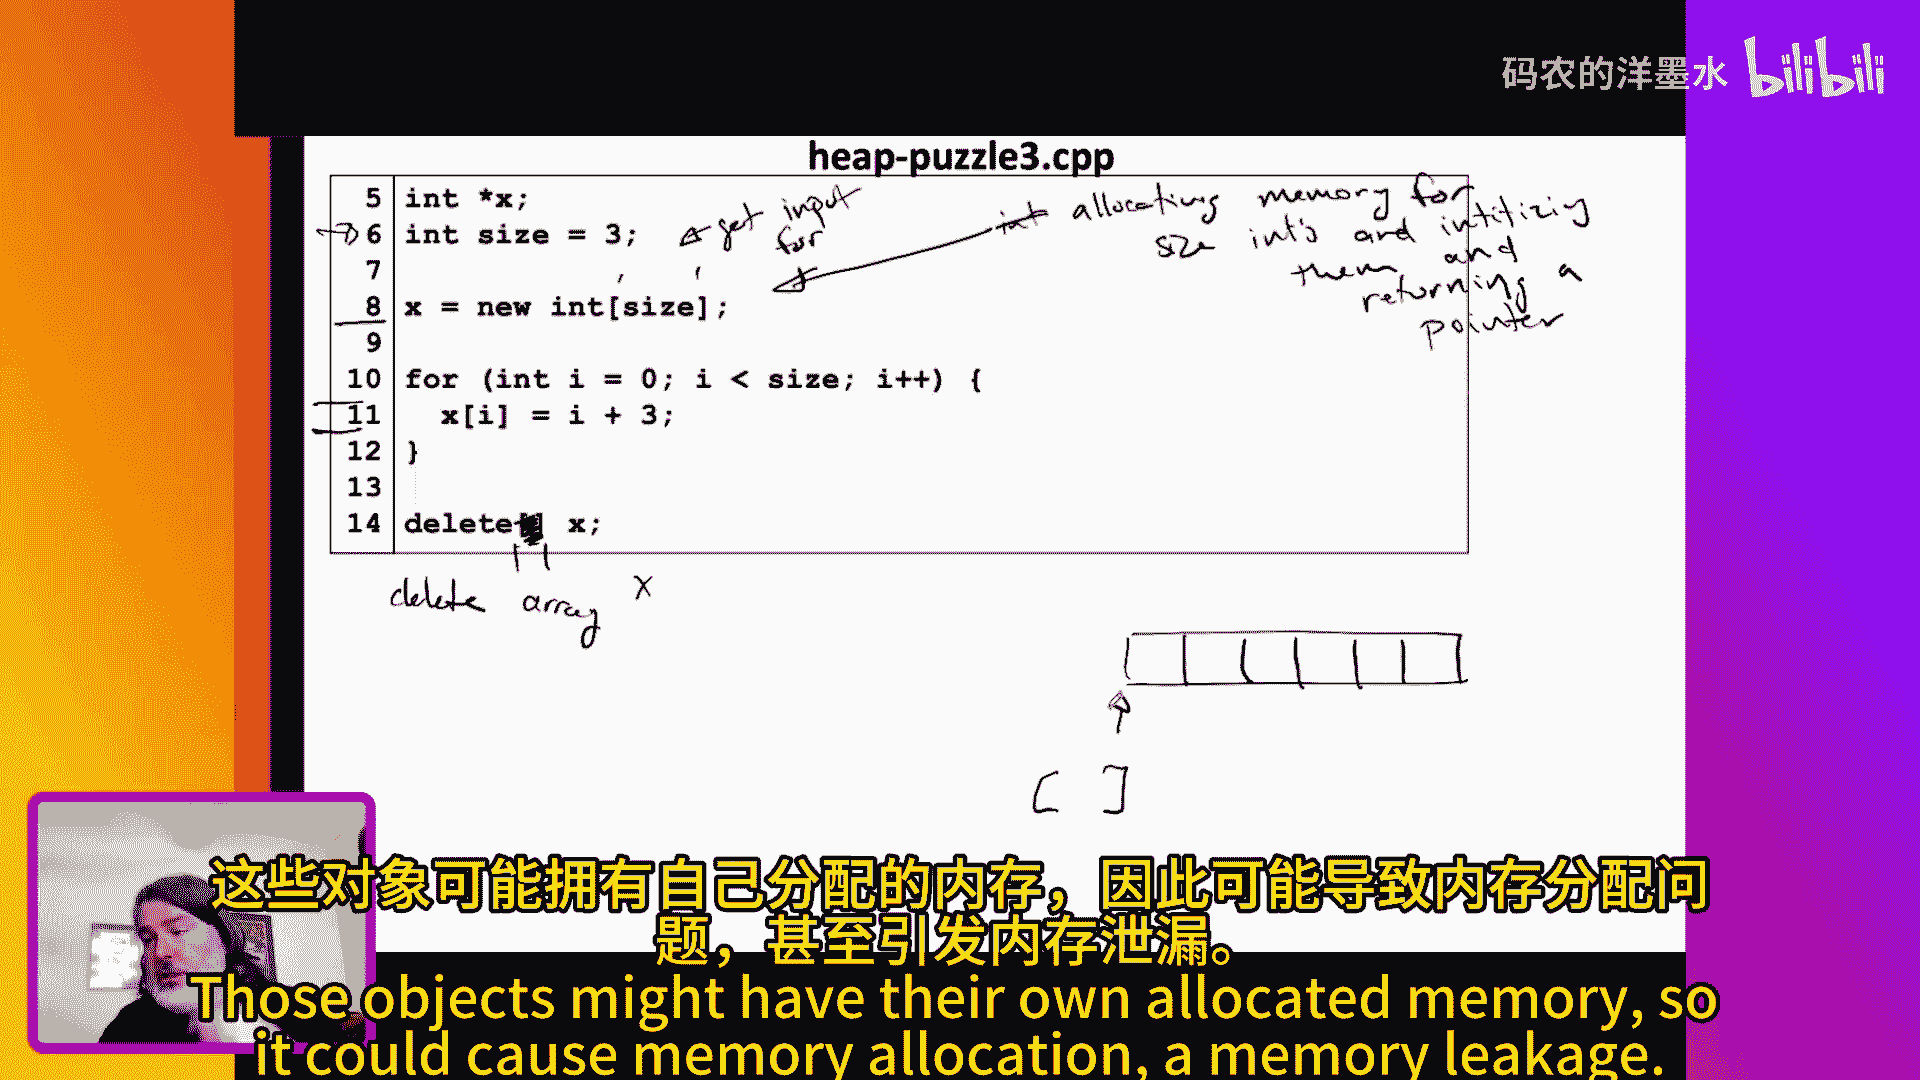 码农的洋墨水 bilibili
heap-puzzle3.cpp
5 int *x;
6 int size = 3;
7
8 x = new int[size];
9
10 for (int i = 0; i < size; i++) {
11 x[i] = i + 3;
12 }
13
14 delete[] x;
get input
for
int allocating memory for
size int's and intitizing
them and
returning a
pointer
delete array x
[ ]
这些对象可能拥有自己分配的内存，因此可能导致内存分配问
题，甚至引发内存泄漏。
Those objects might have their own allocated memory, so
it could cause memory allocation, a memory leakage.